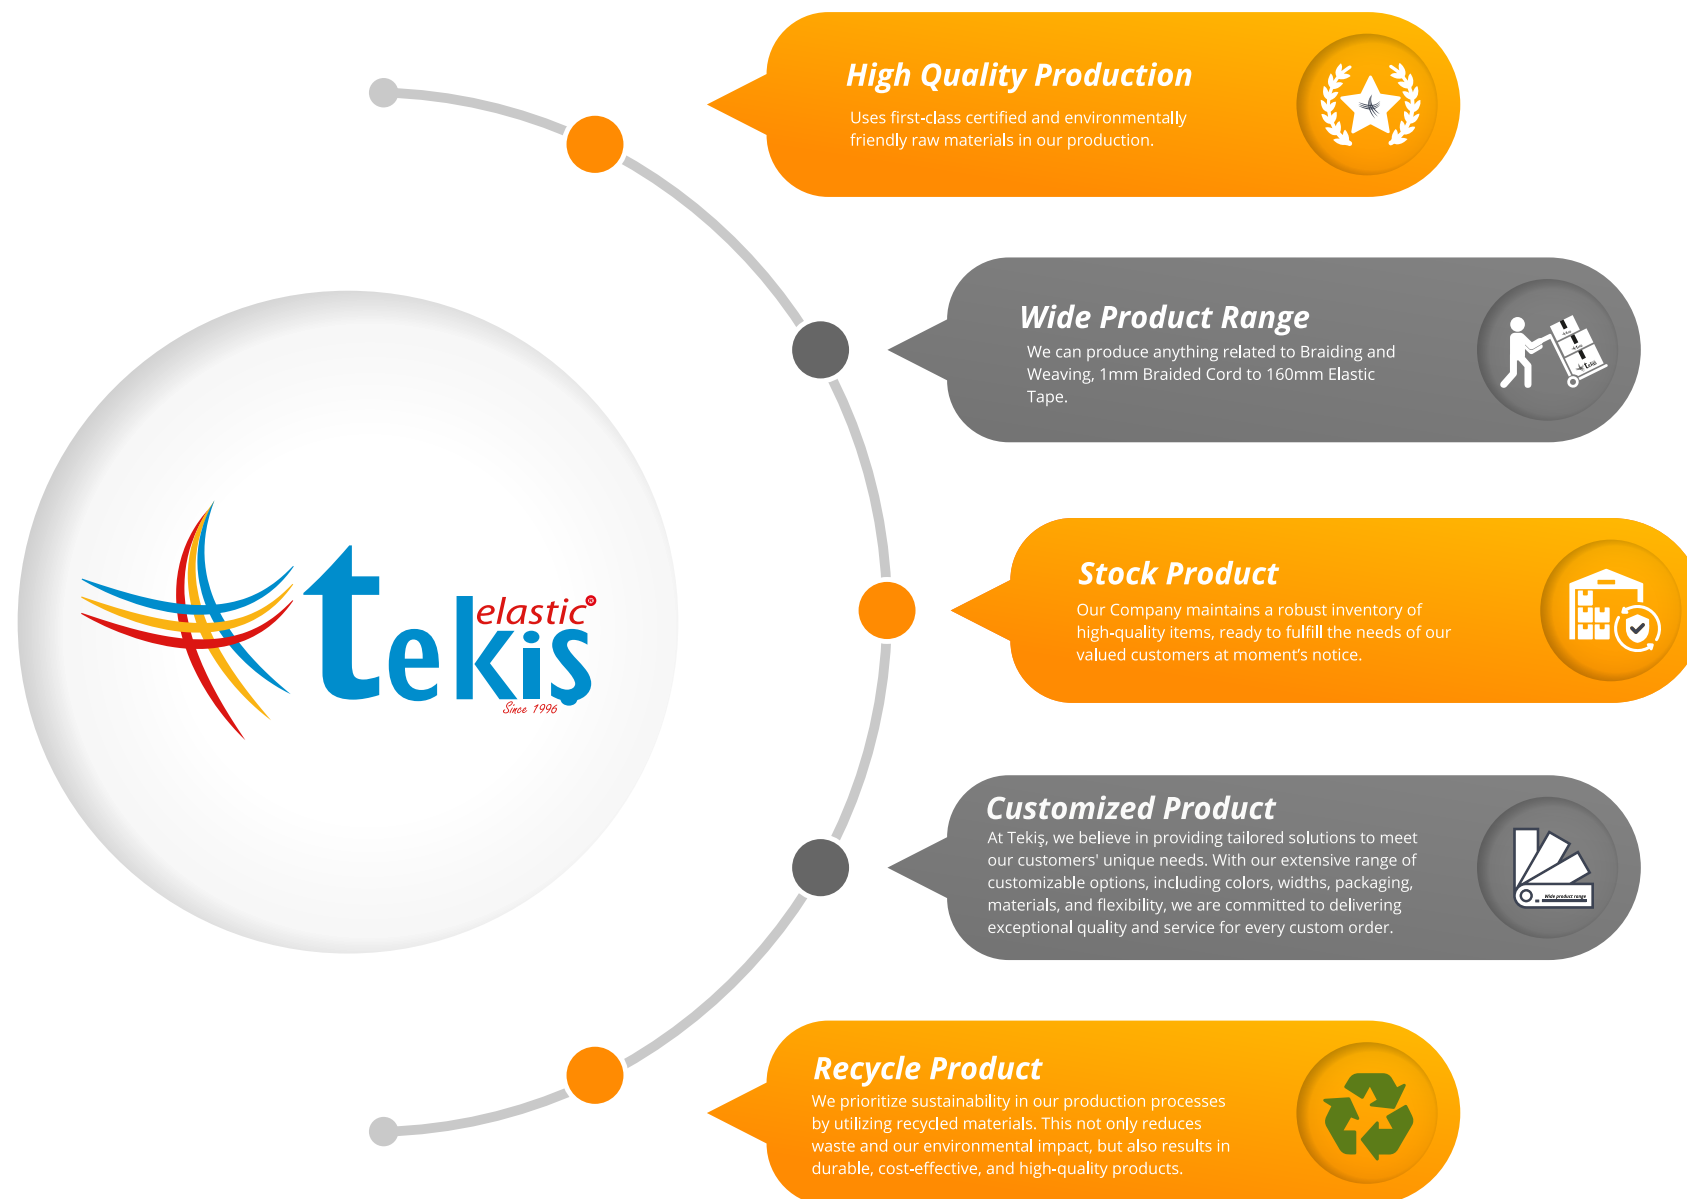 High Quality Production
Uses first-class certified and environmentally
friendly raw materials in our production.
Wide Product Range
We can produce anything related to Braiding and
Weaving, 1mm Braided Cord to 160mm Elastic
Tape.
tekiş
elastic®
Since 1996
Stock Product
Our Company maintains a robust inventory of
high-quality items, ready to fulfill the needs of our
valued customers at moment's notice.
Customized Product
At Tekiş, we believe in providing tailored solutions to meet
our customers' unique needs. With our extensive range of
customizable options, including colors, widths, packaging,
materials, and flexibility, we are committed to delivering
exceptional quality and service for every custom order.
Wide product range
Recycle Product
We prioritize sustainability in our production processes
by utilizing recycled materials. This not only reduces
waste and our environmental impact, but also results in
durable, cost-effective, and high-quality products.